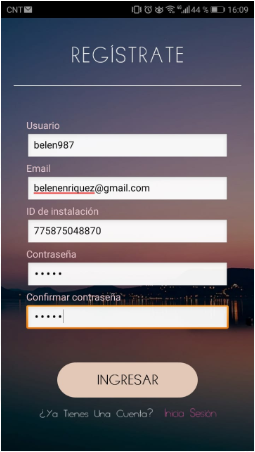 CNT 44 % 16:09
REGÍSTRATE
Usuario
belen987
Email
belenenriquez@gmail.com
ID de instalación
775875048870
Contraseña
•••••
Confirmar contraseña
•••••
INGRESAR
¿Ya Tienes Una Cuenta? Inicia Sesión